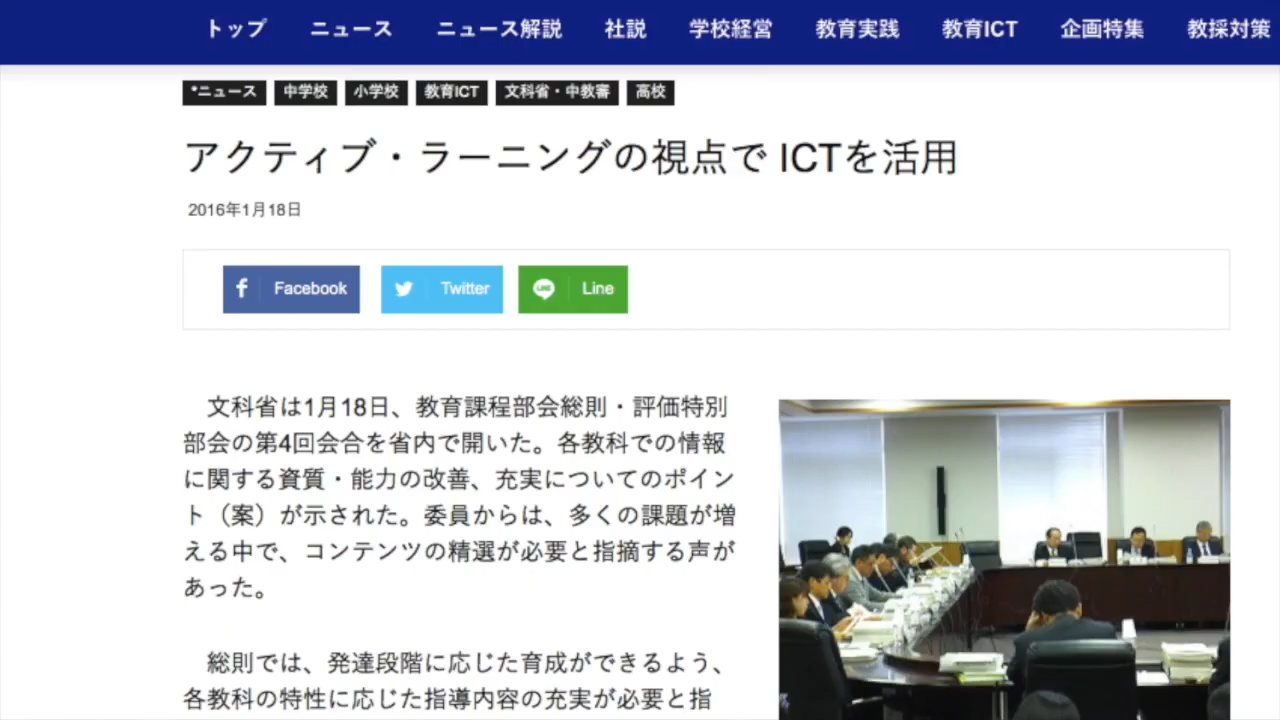 トップ ニュース ニュース解説 社説 学校経営 教育実践 教育ICT 企画特集 教採対策
*ニュース 中学校 小学校 教育ICT 文科省・中教審 高校
アクティブ・ラーニングの視点で ICTを活用
2016年1月18日
Facebook Twitter Line
文科省は1月18日、教育課程部会総則・評価特別
部会の第4回会合を省内で開いた。各教科での情報
に関する資質・能力の改善、充実についてのポイン
ト（案）が示された。委員からは、多くの課題が増
える中で、コンテンツの精選が必要と指摘する声が
あった。
総則では、発達段階に応じた育成ができるよう、
各教科の特性に応じた指導内容の充実が必要と指